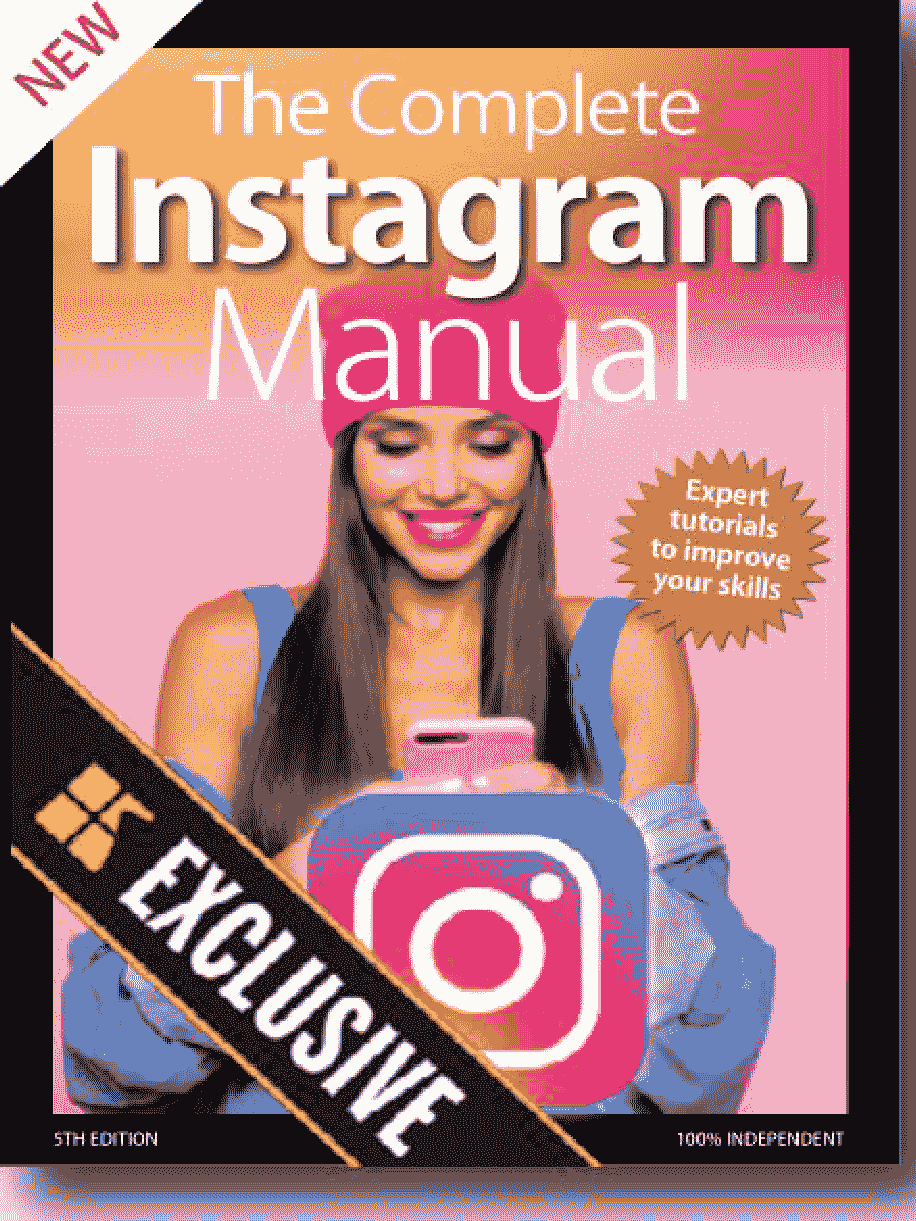 NEW
The Complete
Instagram
Manual
Expert
tutorials
to improve
your skills
EXCLUSIVE
5TH EDITION
100% INDEPENDENT